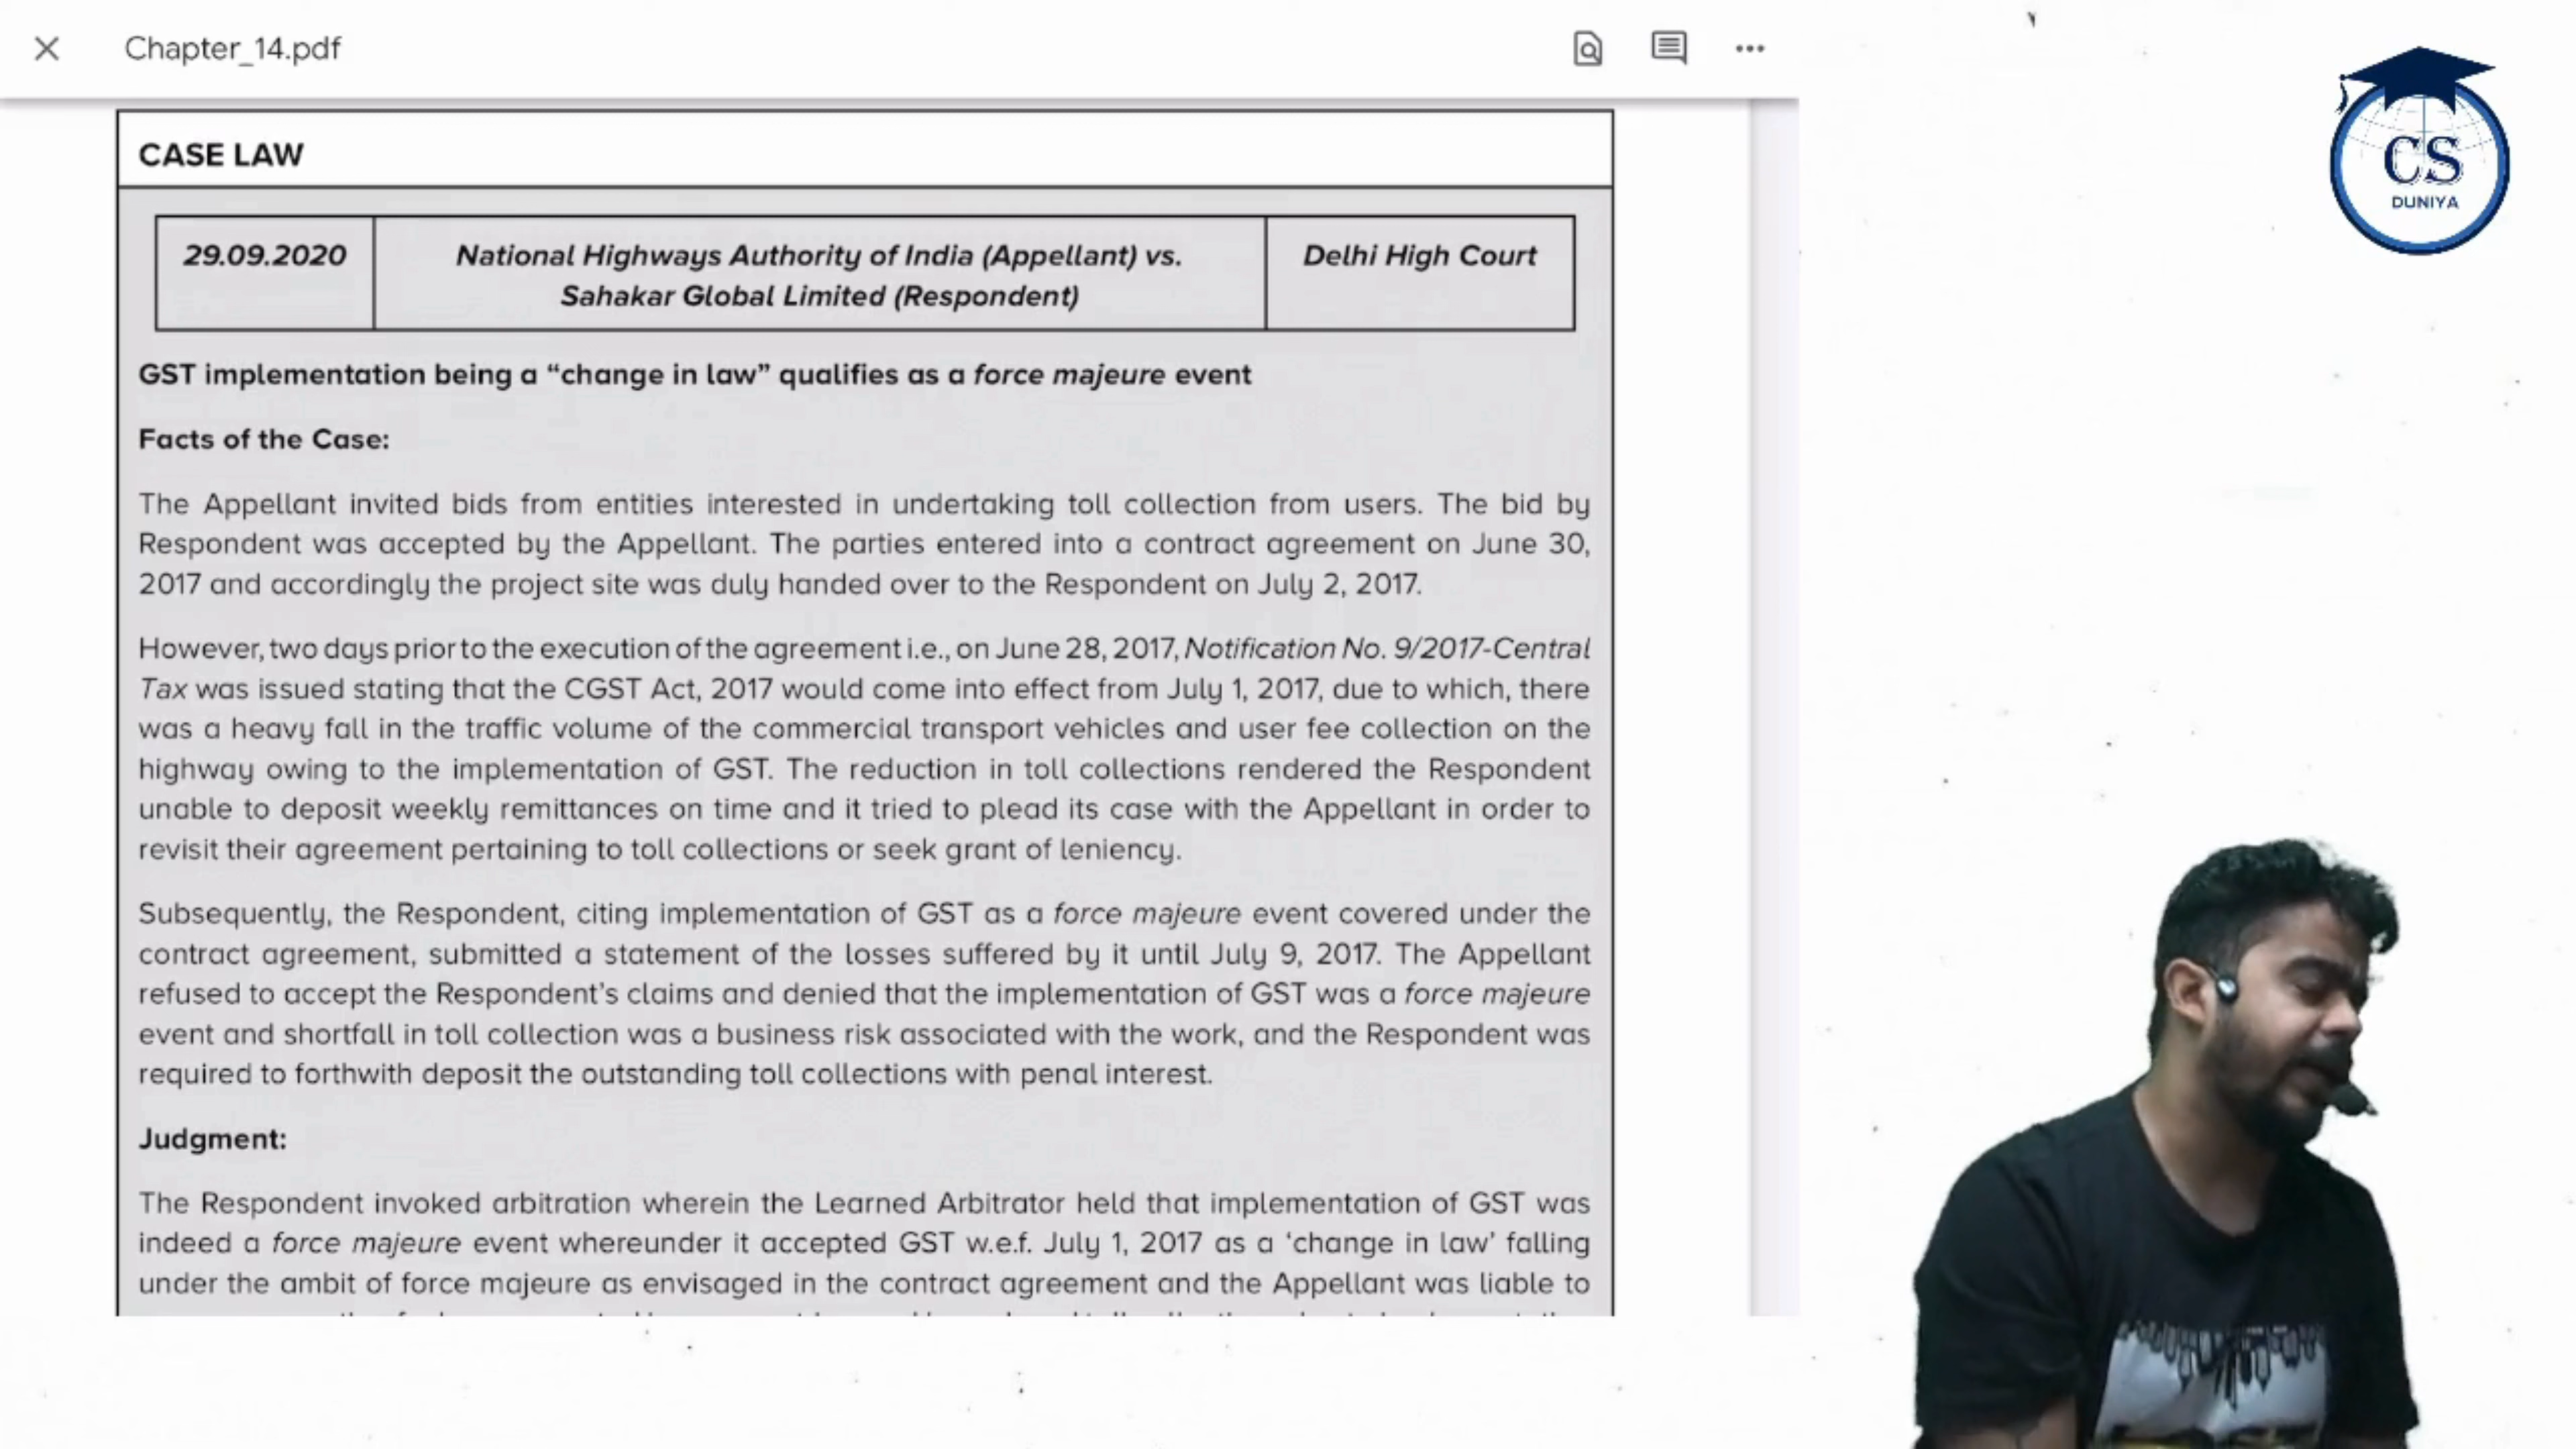 Chapter_14.pdf
CS
DUNIYA
CASE LAW
29.09.2020
National Highways Authority of India (Appellant) vs.
Sahakar Global Limited (Respondent)
Delhi High Court
GST implementation being a “change in law” qualifies as a force majeure event
Facts of the Case:
The Appellant invited bids from entities interested in undertaking toll collection from users. The bid by
Respondent was accepted by the Appellant. The parties entered into a contract agreement on June 30,
2017 and accordingly the project site was duly handed over to the Respondent on July 2, 2017.
However, two days prior to the execution of the agreement i.e., on June 28, 2017, Notification No. 9/2017-Central
Tax was issued stating that the CGST Act, 2017 would come into effect from July 1, 2017, due to which, there
was a heavy fall in the traffic volume of the commercial transport vehicles and user fee collection on the
highway owing to the implementation of GST. The reduction in toll collections rendered the Respondent
unable to deposit weekly remittances on time and it tried to plead its case with the Appellant in order to
revisit their agreement pertaining to toll collections or seek grant of leniency.
Subsequently, the Respondent, citing implementation of GST as a force majeure event covered under the
contract agreement, submitted a statement of the losses suffered by it until July 9, 2017. The Appellant
refused to accept the Respondent’s claims and denied that the implementation of GST was a force majeure
event and shortfall in toll collection was a business risk associated with the work, and the Respondent was
required to forthwith deposit the outstanding toll collections with penal interest.
Judgment:
The Respondent invoked arbitration wherein the Learned Arbitrator held that implementation of GST was
indeed a force majeure event whereunder it accepted GST w.e.f. July 1, 2017 as a ‘change in law’ falling
under the ambit of force majeure as envisaged in the contract agreement and the Appellant was liable to